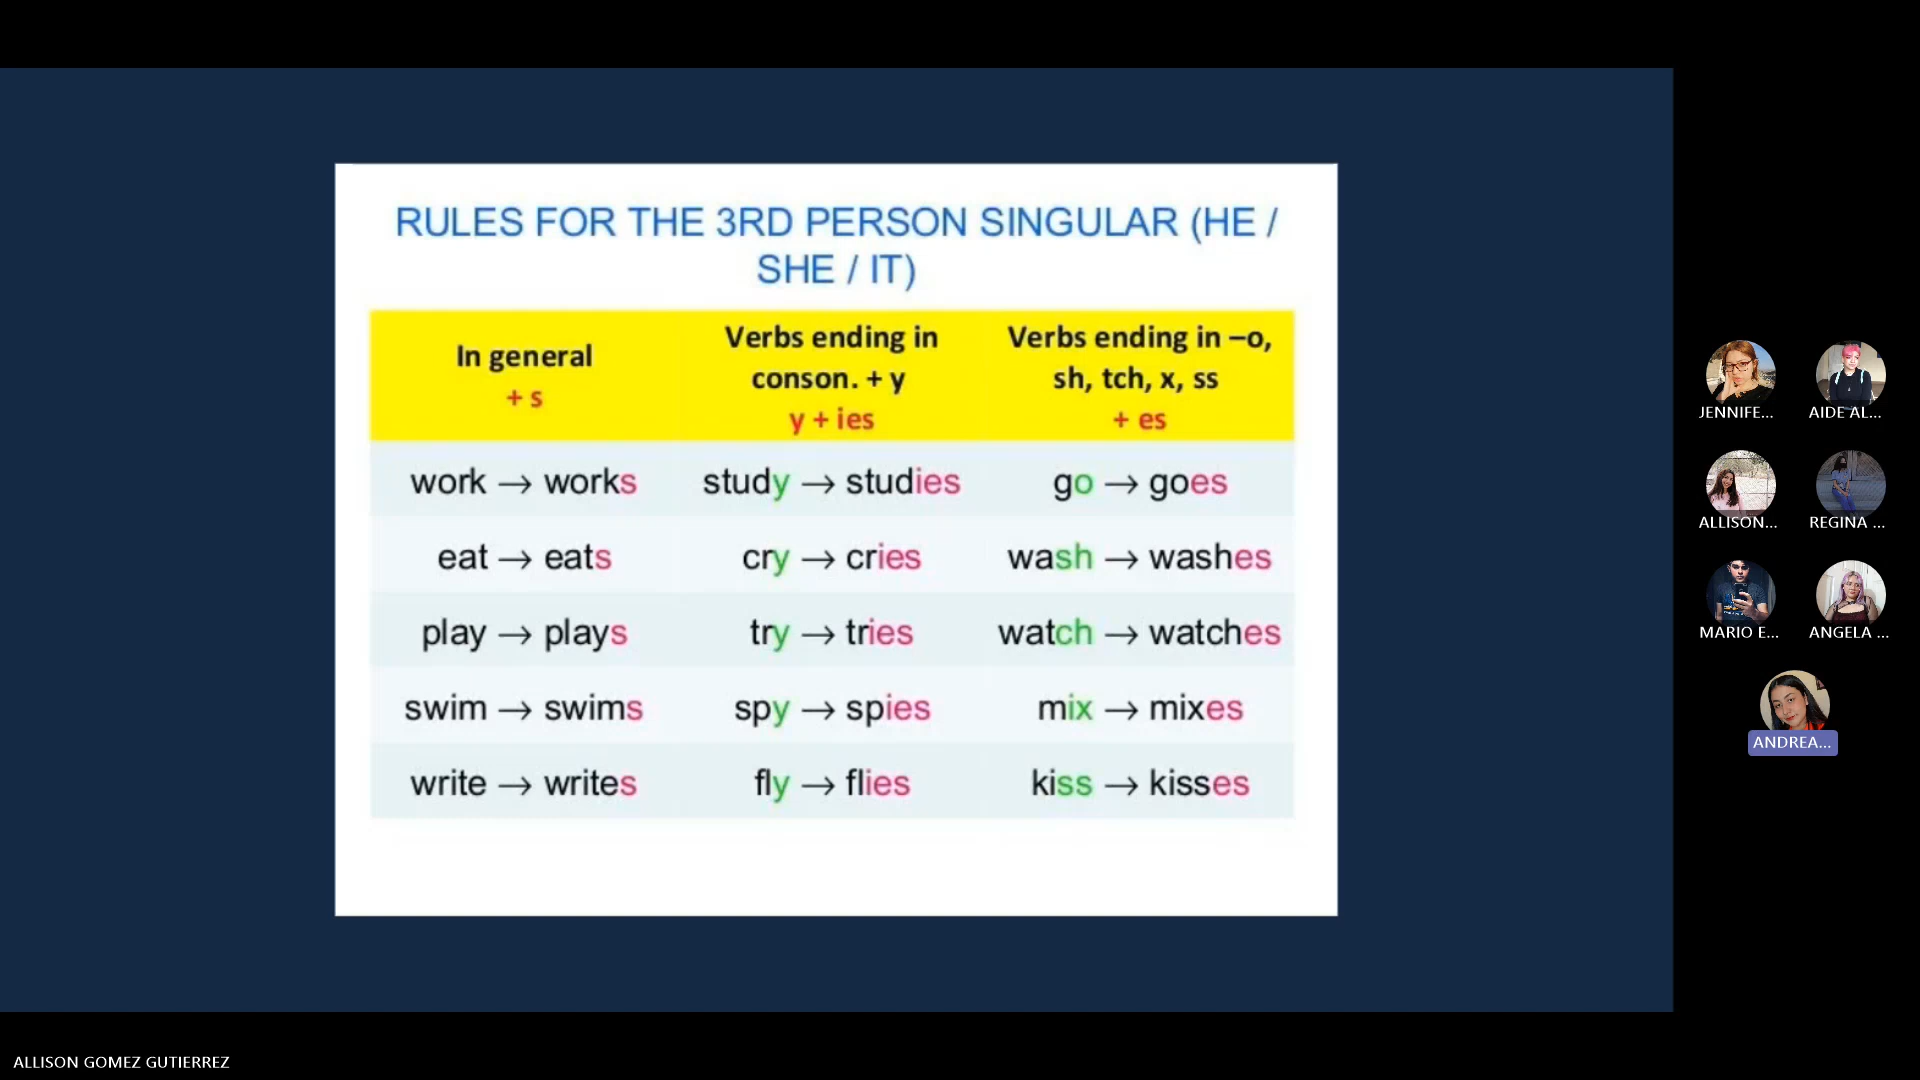 RULES FOR THE 3RD PERSON SINGULAR (HE /
SHE / IT)
In general
+ s
Verbs ending in
conson. + y
y + ies
Verbs ending in –o,
sh, tch, x, ss
+ es
work → works
study → studies
go → goes
eat → eats
cry → cries
wash → washes
play → plays
try → tries
watch → watches
swim → swims
spy → spies
mix → mixes
write → writes
fly → flies
kiss → kisses
JENNIFE...
AIDE AL...
ALLISON...
REGINA ...
MARIO E...
ANGELA ...
ANDREA...
ALLISON GOMEZ GUTIERREZ